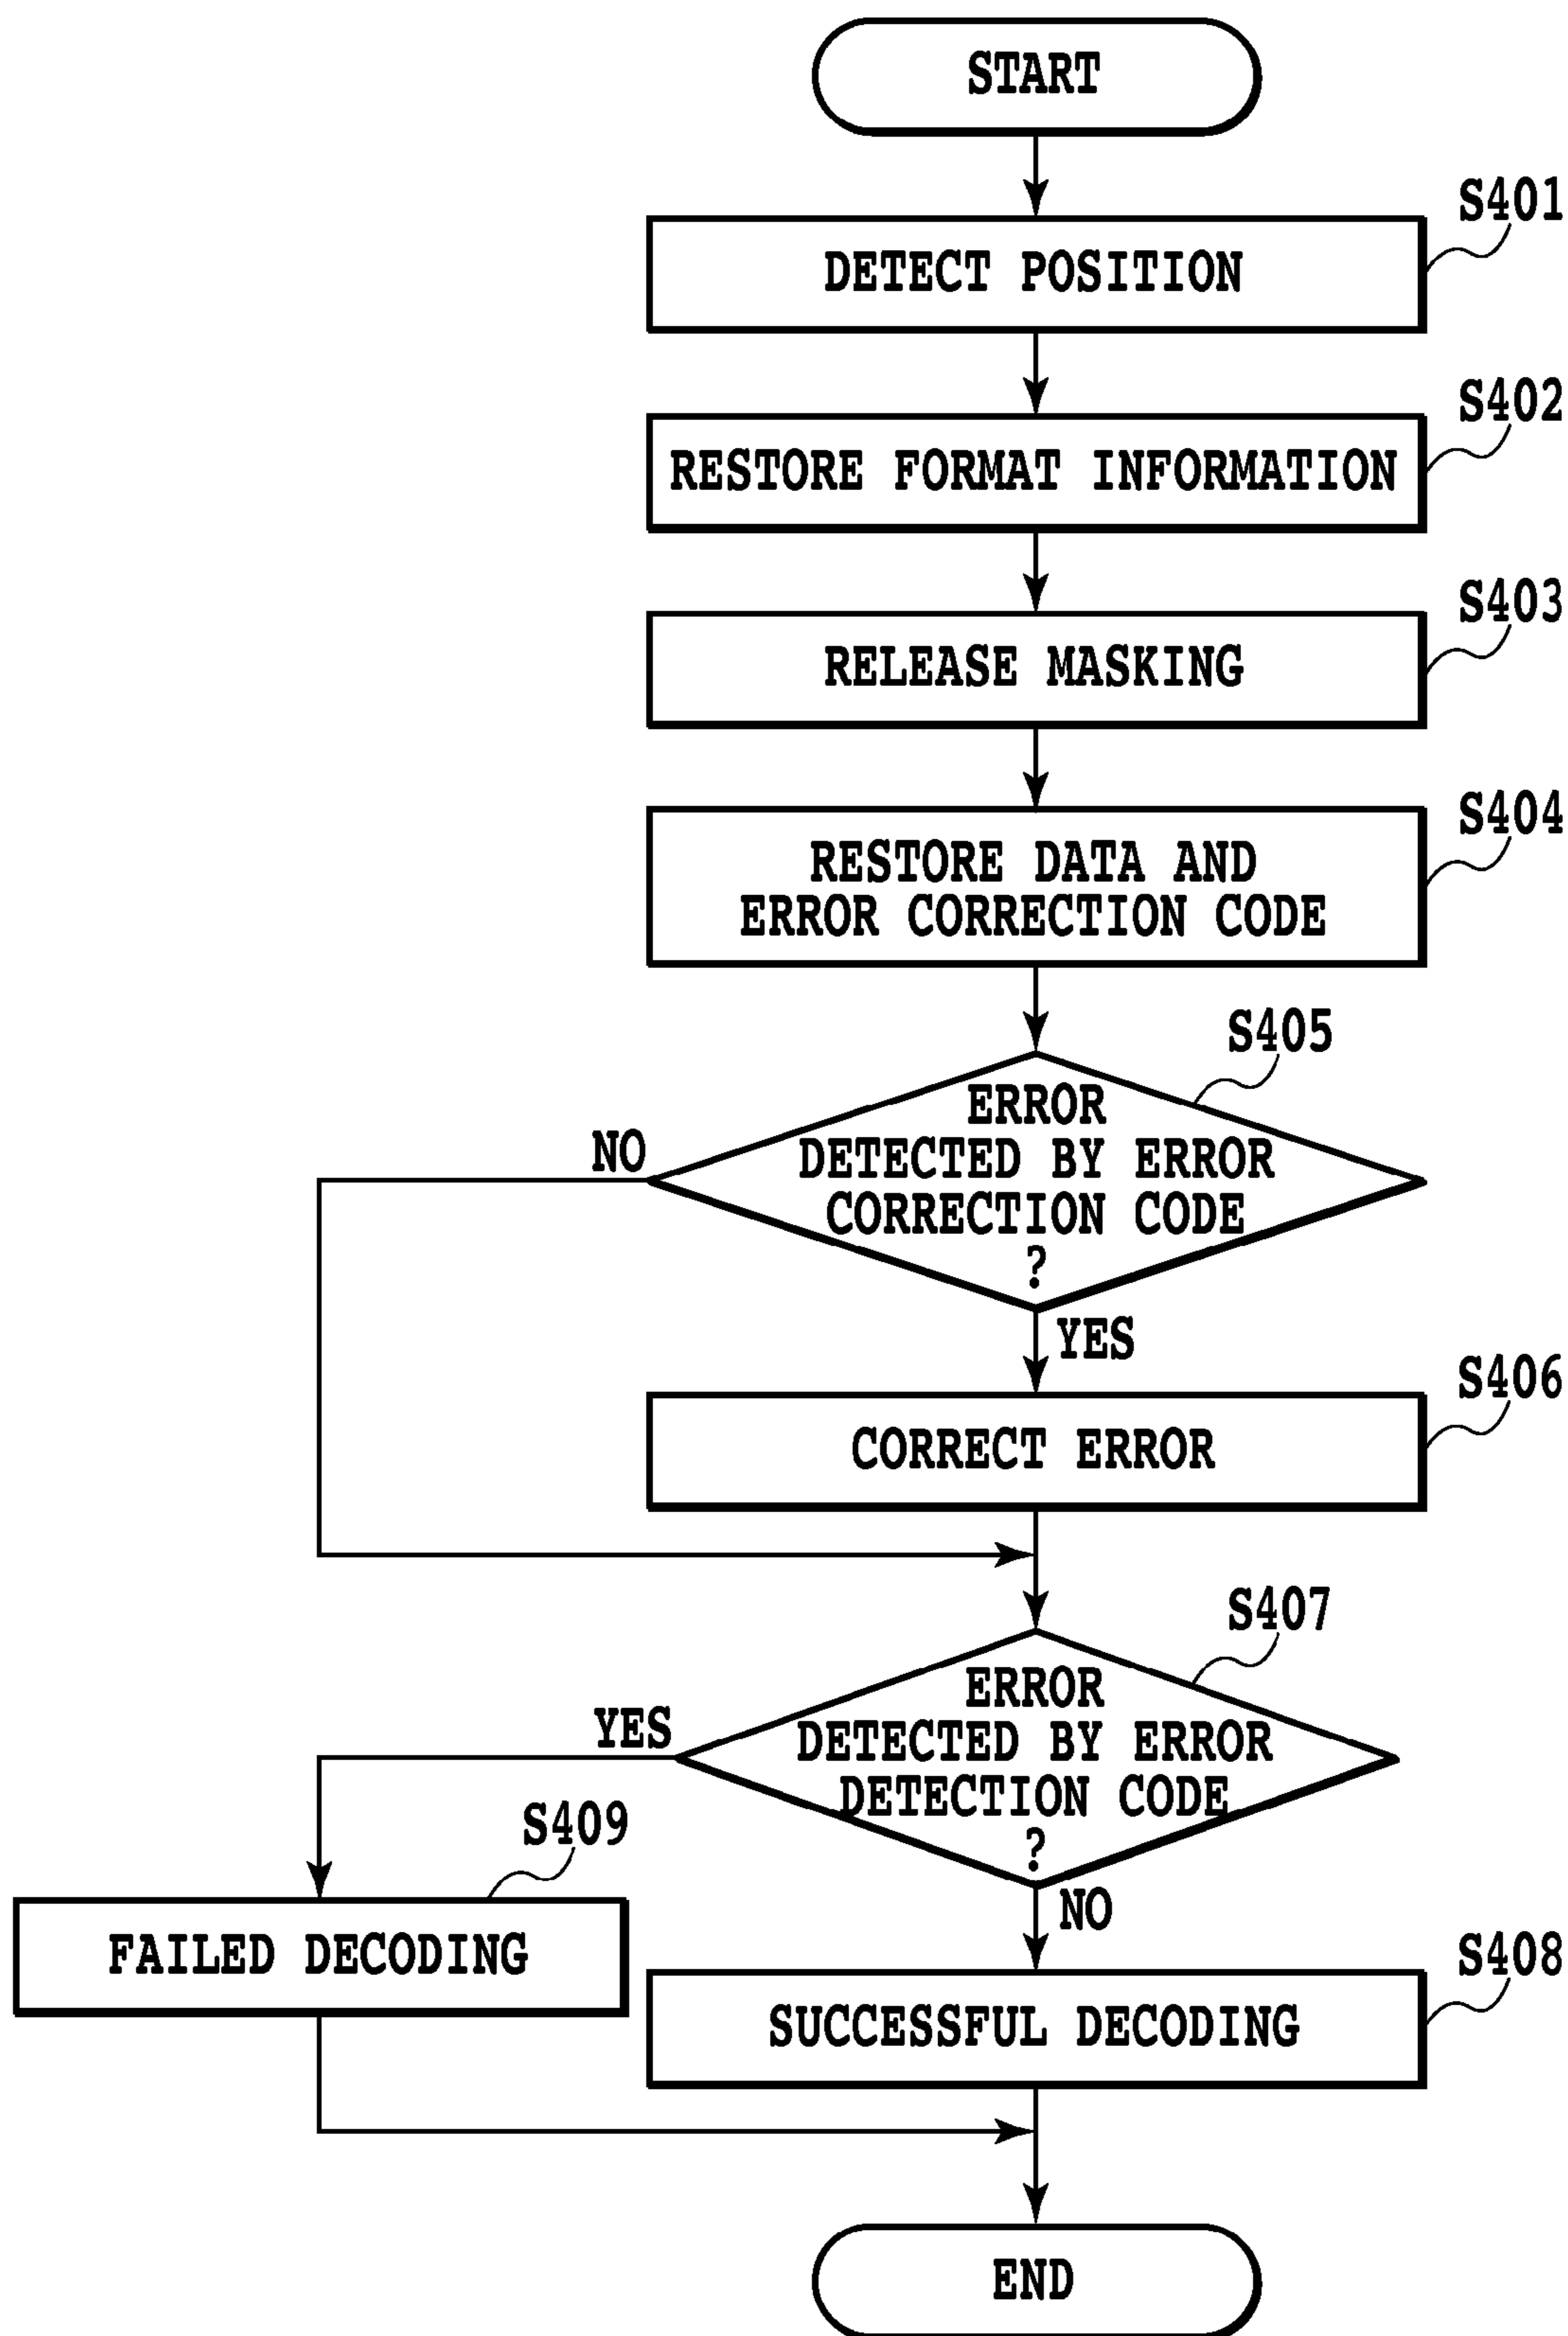 START
S401
DETECT POSITION
S402
RESTORE FORMAT INFORMATION
S403
RELEASE MASKING
S404
RESTORE DATA AND
ERROR CORRECTION CODE
S405
ERROR
DETECTED BY ERROR
CORRECTION CODE
?
NO
YES
S406
CORRECT ERROR
S407
ERROR
DETECTED BY ERROR
DETECTION CODE
?
YES
S409
FAILED DECODING
NO
S408
SUCCESSFUL DECODING
END